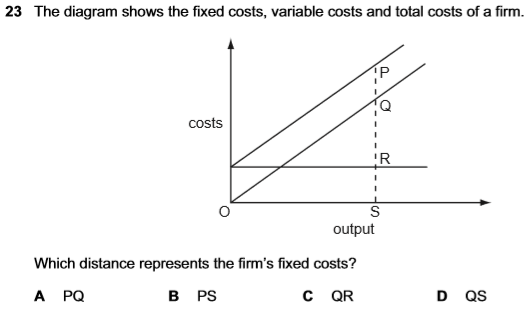 23 The diagram shows the fixed costs, variable costs and total costs of a firm.
P
Q
costs
R
O
S
output
Which distance represents the firm's fixed costs?
A PQ B PS C QR D QS